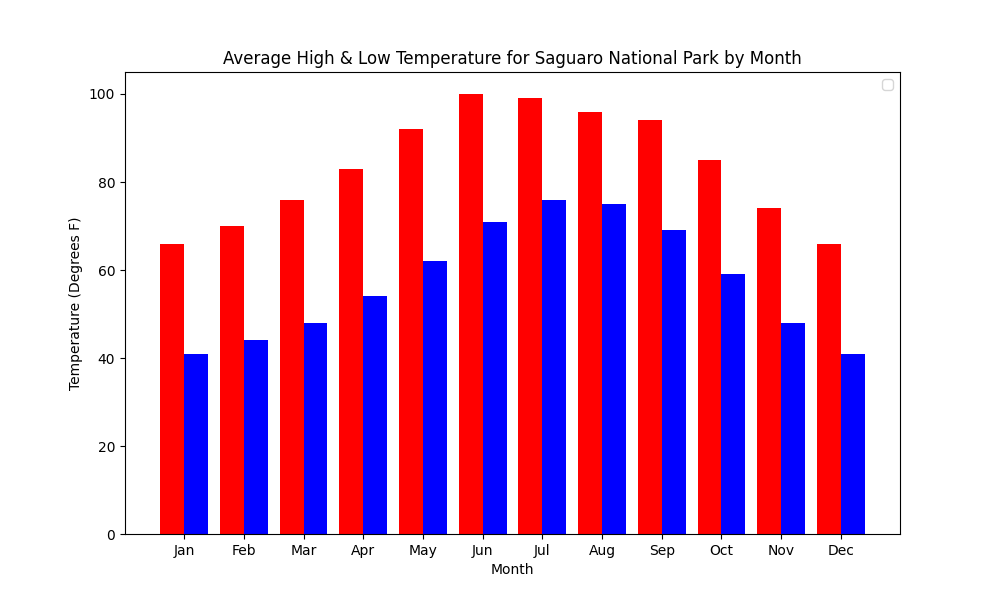 Average High & Low Temperature for Saguaro National Park by Month
Temperature (Degrees F)
100
80
60
40
20
0
Jan Feb Mar Apr May Jun Jul Aug Sep Oct Nov Dec
Month